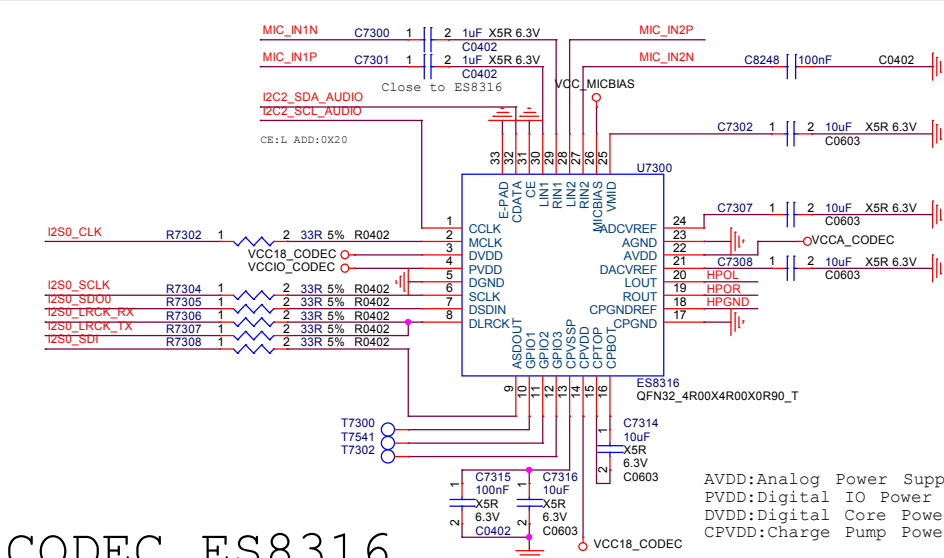 MIC_IN1N C7300 1 2 1uF X5R 6.3V MIC_IN2P
C0402
MIC_IN1P C7301 1 2 1uF X5R 6.3V MIC_IN2N C8248 100nF C0402
C0402
Close to ES8316 VCC_MICBIAS
I2C2_SDA_AUDIO
I2C2_SCL_AUDIO
CE:L ADD:0X20
C7302 1 2 10uF X5R 6.3V
C0603
33 32 31 30 29 28 27 26 25
U7300
E-PAD CDATA CE LIN1 RIN1 LIN2 RIN2 MICBIAS VMID
C7307 1 2 10uF X5R 6.3V
C0603
1 CCLK ADCVREF 24
I2S0_CLK R7302 1 2 33R 5% R0402 2 MCLK AGND 23
VCC18_CODEC 3 DVDD AVDD 22 VCCA_CODEC
VCCIO_CODEC 4 PVDD DACVREF 21 C7308 1 2 10uF X5R 6.3V
C0603
5 DGND LOUT 20 HPOL
I2S0_SCLK R7304 1 2 33R 5% R0402 6 SCLK ROUT 19 HPOR
I2S0_SDO0 R7305 1 2 33R 5% R0402 7 DSDIN CPGNDREF 18 HPGND
I2S0_LRCK_RX R7306 1 2 33R 5% R0402 8 DLRCK CPGND 17
I2S0_LRCK_TX R7307 1 2 33R 5% R0402
I2S0_SDI R7308 1 2 33R 5% R0402
ASDOUT GPIO1 GPIO2 GPIO3 CPVSSP CPVDD CPTOP CPBOT
9 10 11 12 13 14 15 16
ES8316
QFN32_4R00X4R00X0R90_T
T7300
T7541
T7302
1 C7314
10uF
X5R
2 6.3V
C0603
1 C7315 1 C7316
100nF 10uF
X5R X5R
2 6.3V 2 6.3V
C0402 C0603
VCC18_CODEC
AVDD:Analog Power Supp
PVDD:Digital IO Power
DVDD:Digital Core Powe
CPVDD:Charge Pump Powe
CODEC ES8316